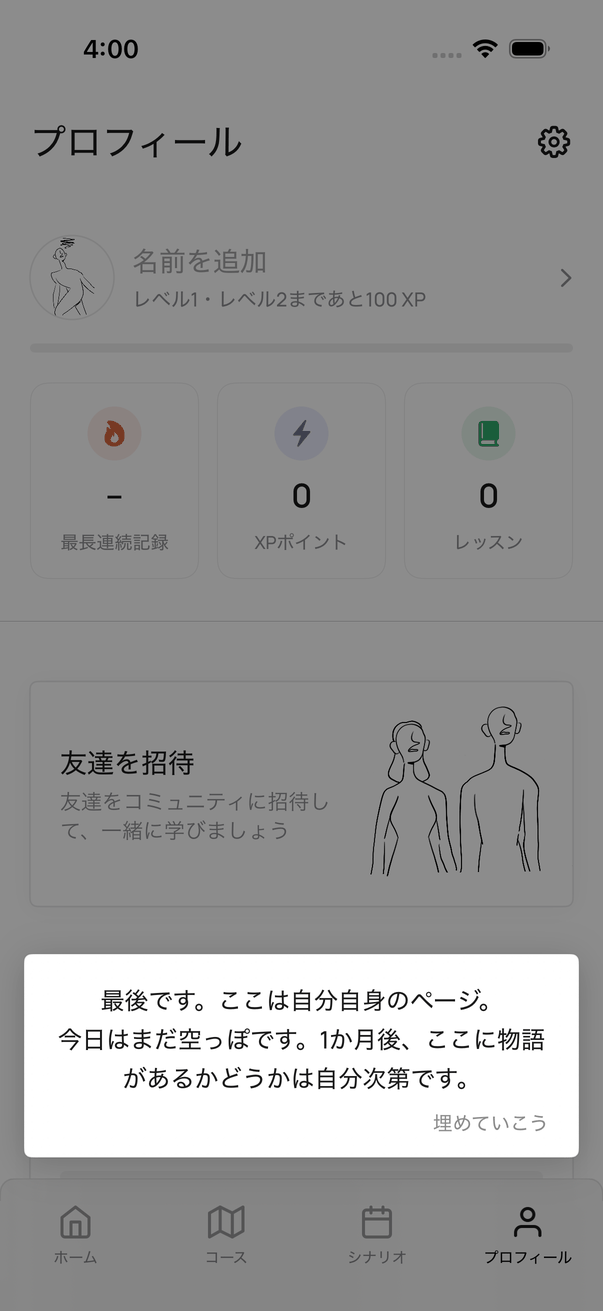 4:00
プロフィール
名前を追加
レベル1・レベル2まであと100 XP
–
0
0
最長連続記録
XPポイント
レッスン
友達を招待
友達をコミュニティに招待し
て、一緒に学びましょう
最後です。ここは自分自身のページ。
今日はまだ空っぽです。1か月後、ここに物語
があるかどうかは自分次第です。
埋めていこう
ホーム
コース
シナリオ
プロフィール